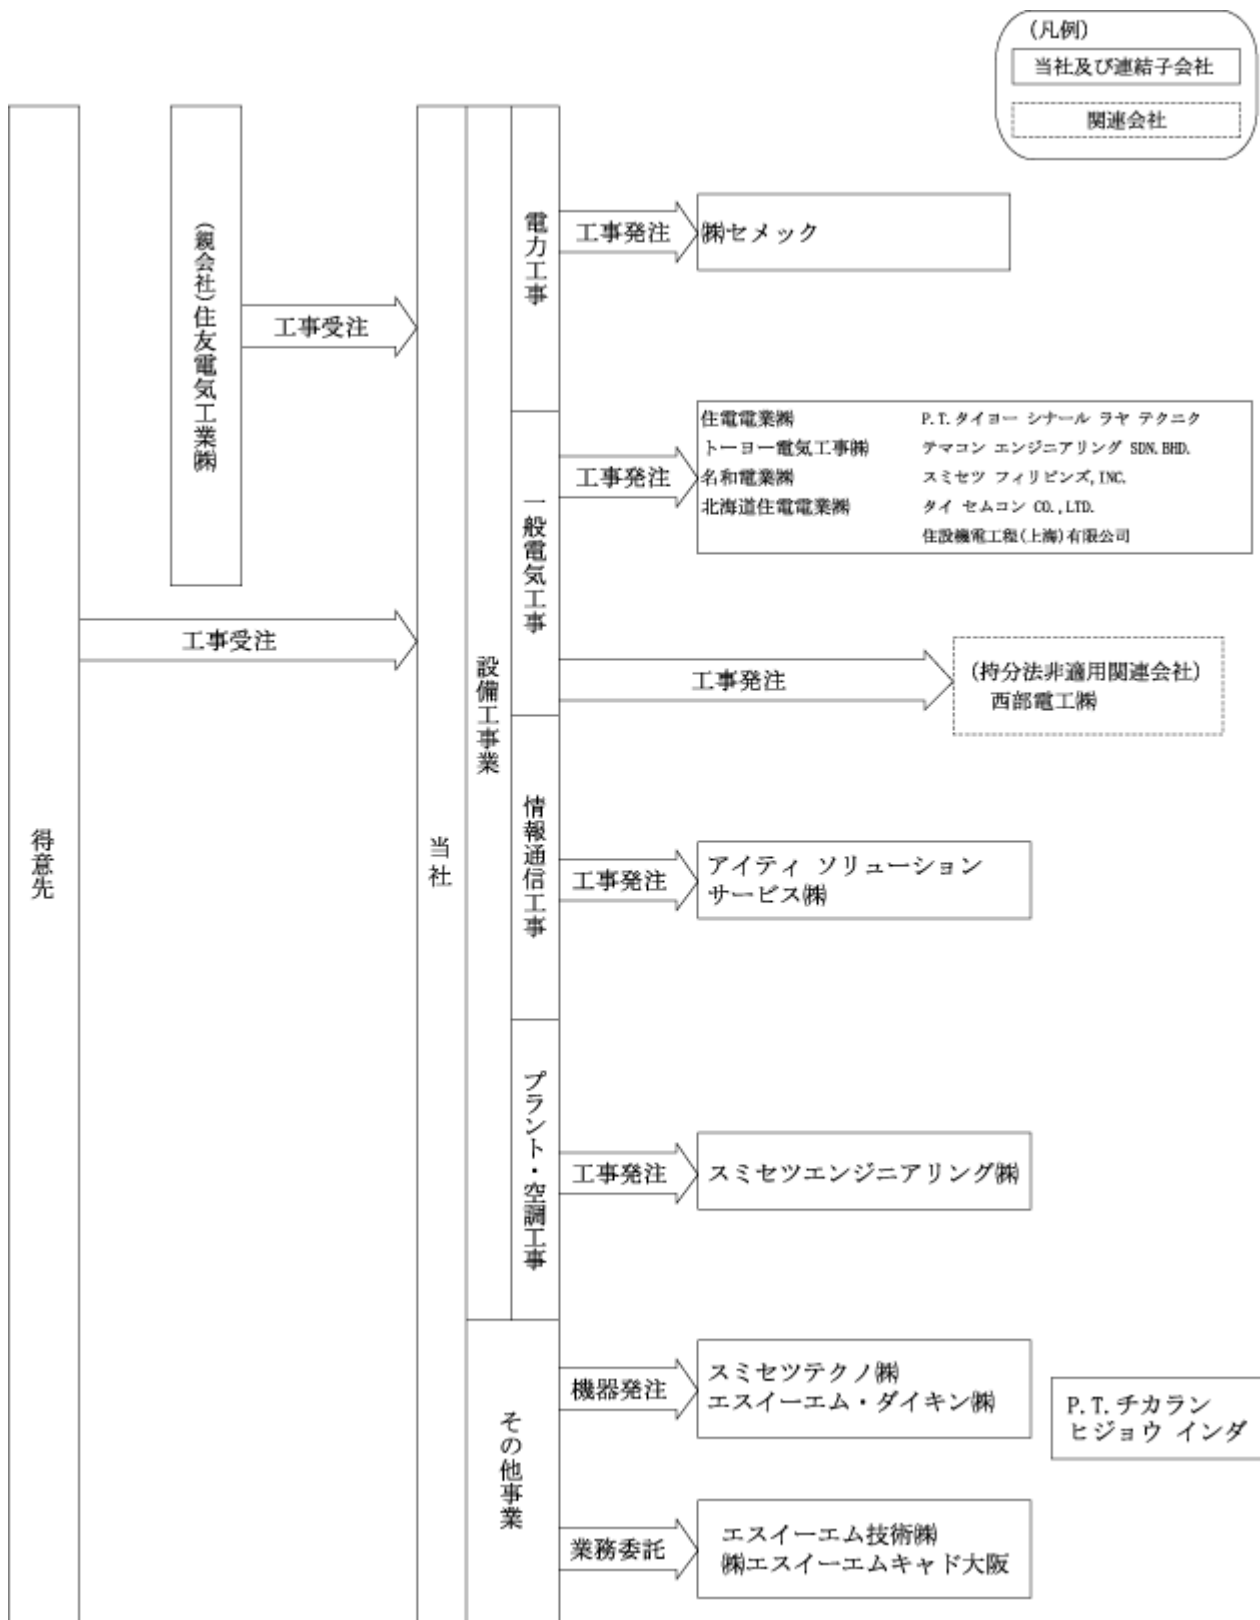 (凡例)
当社及び連結子会社
関連会社
得意先
(親会社)住友電気工業㈱
工事受注
工事受注
当社
設備工事業
電力工事
工事発注
㈱セメック
一般電気工事
工事発注
住電電業㈱
トーヨー電気工事㈱
名和電業㈱
北海道住電電業㈱
P.T.タイヨー シナール ラヤ テクニク
テマコン エンジニアリング SDN.BHD.
スミセツ フィリピンズ,INC.
タイ セムコン CO.,LTD.
住設機電工程(上海)有限公司
工事発注
(持分法非適用関連会社)
西部電工㈱
情報通信工事
工事発注
アイティ ソリューション
サービス㈱
プラント・空調工事
工事発注
スミセツエンジニアリング㈱
その他事業
機器発注
スミセツテクノ㈱
エスイーエム・ダイキン㈱
P.T.チカラン
ヒジョウ インダ
業務委託
エスイーエム技術㈱
㈱エスイーエムキャド大阪